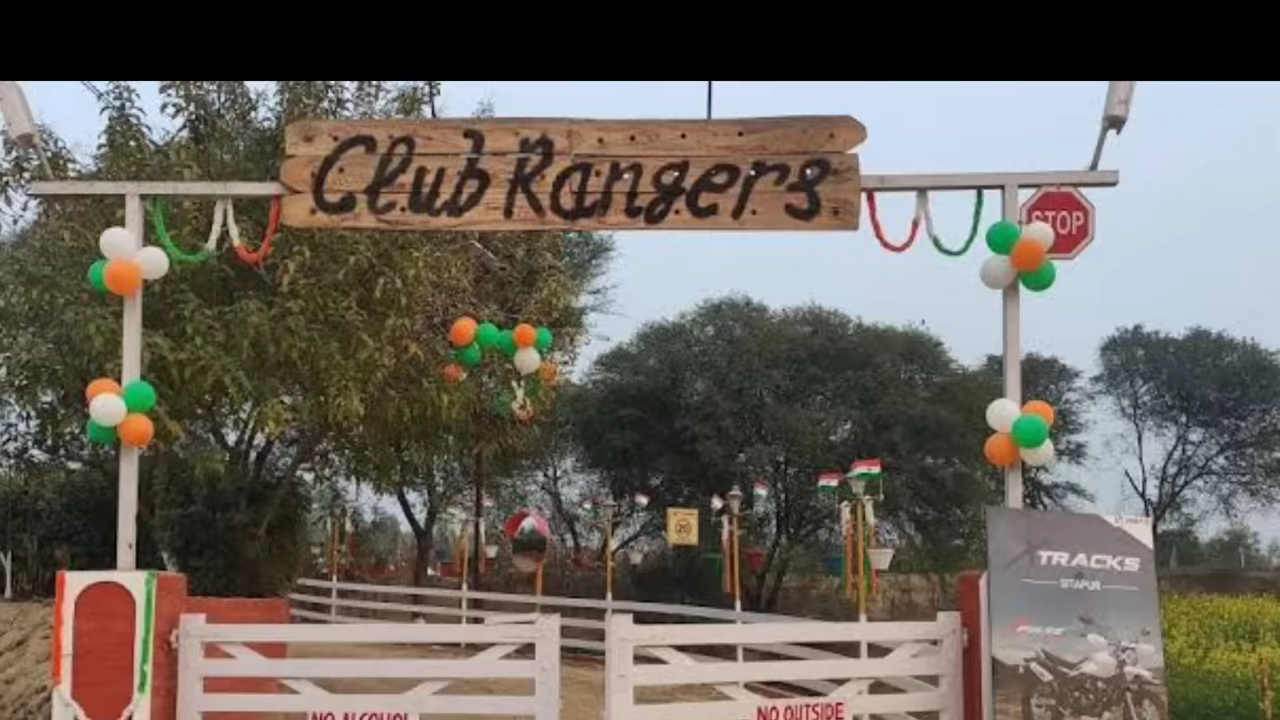 Club Rangers
STOP
TRACKS
SITAPUR
NO ALCOHOL
NO OUTSIDE